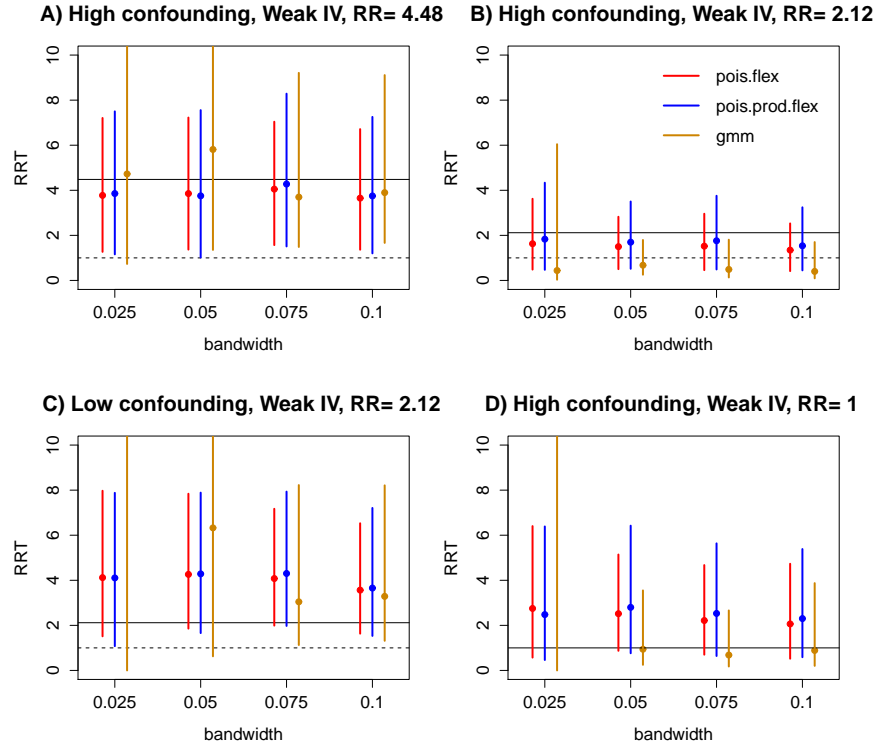 A) High confounding, Weak IV, RR= 4.48
10
8
6
4
2
0
RRT
0.025 0.05 0.075 0.1
bandwidth
B) High confounding, Weak IV, RR= 2.12
10
8
6
4
2
0
RRT
pois.flex
pois.prod.flex
gmm
0.025 0.05 0.075 0.1
bandwidth
C) Low confounding, Weak IV, RR= 2.12
10
8
6
4
2
0
RRT
0.025 0.05 0.075 0.1
bandwidth
D) High confounding, Weak IV, RR= 1
10
8
6
4
2
0
RRT
0.025 0.05 0.075 0.1
bandwidth